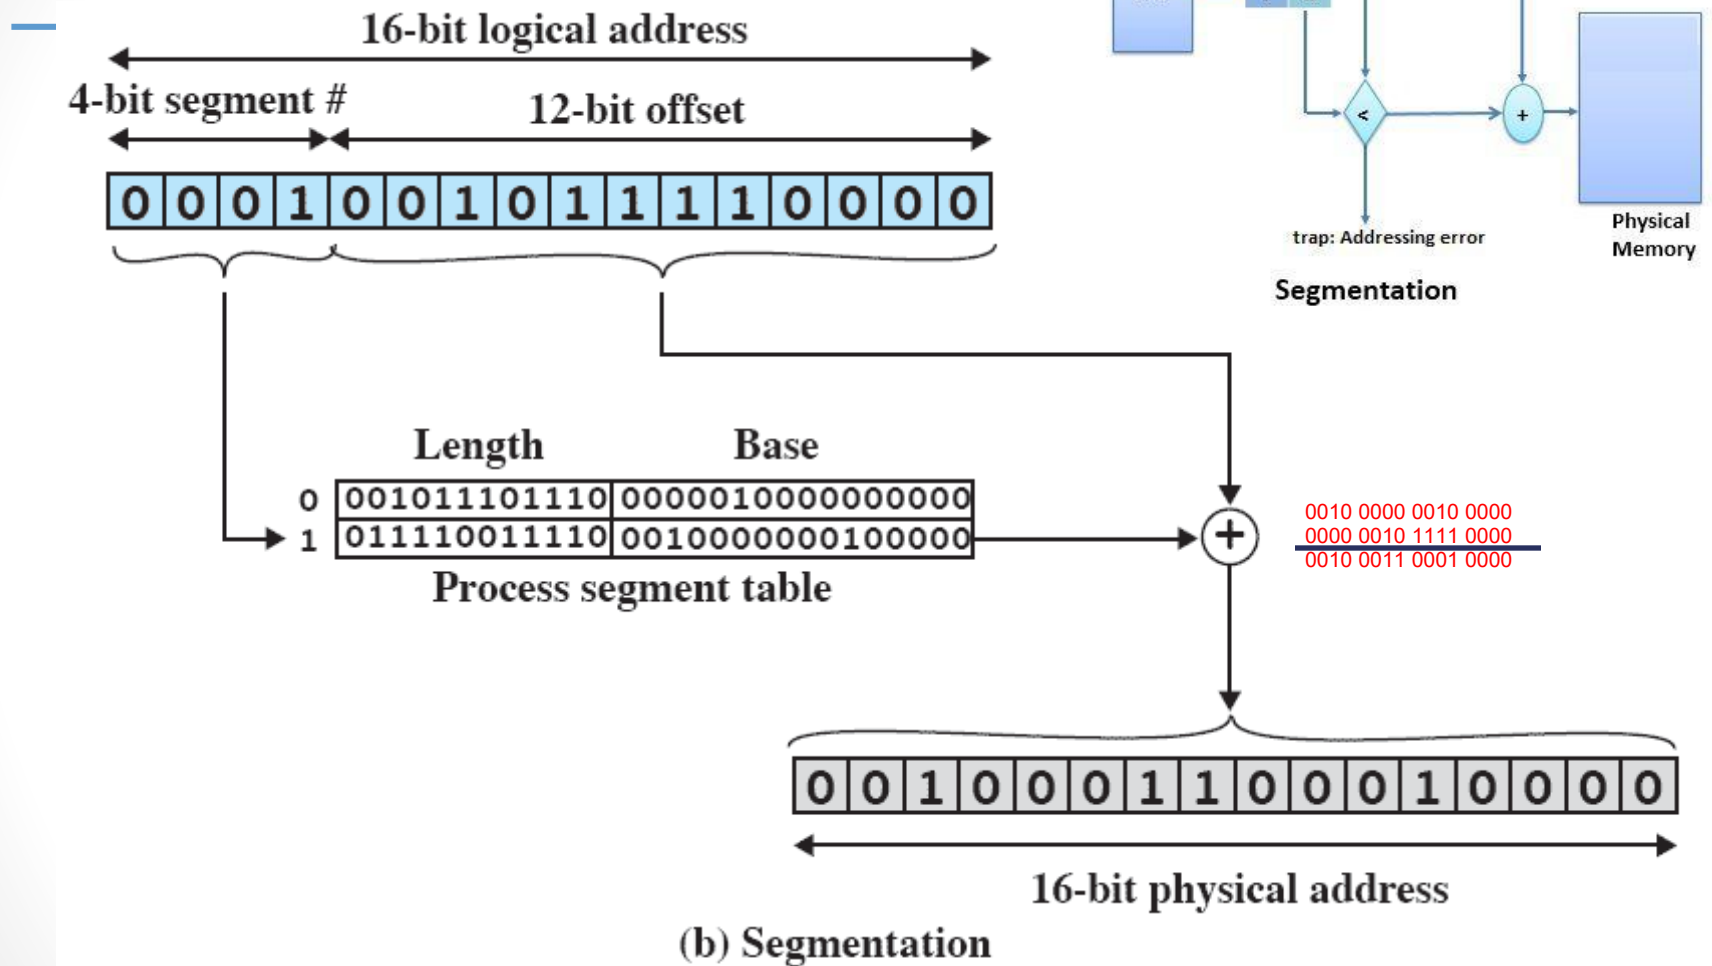 16-bit logical address
4-bit segment #
12-bit offset
0 0 0 1 0 0 1 0 1 1 1 1 0 0 0 0
<
+
trap: Addressing error
Physical
Memory
Segmentation
Length Base
0 001011101110 0000010000000000
1 011110011110 0010000000100000
Process segment table
+
0010 0000 0010 0000
0000 0010 1111 0000
0010 0011 0001 0000
0 0 1 0 0 0 1 1 0 0 0 1 0 0 0 0
16-bit physical address
(b) Segmentation